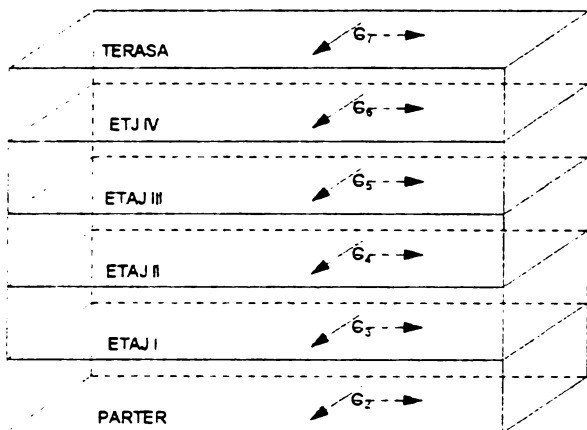 TERASA G₇
ETJ IV G₆
ETAJ III G₅
ETAJ II G₄
ETAJ I G₃
PARTER G₂